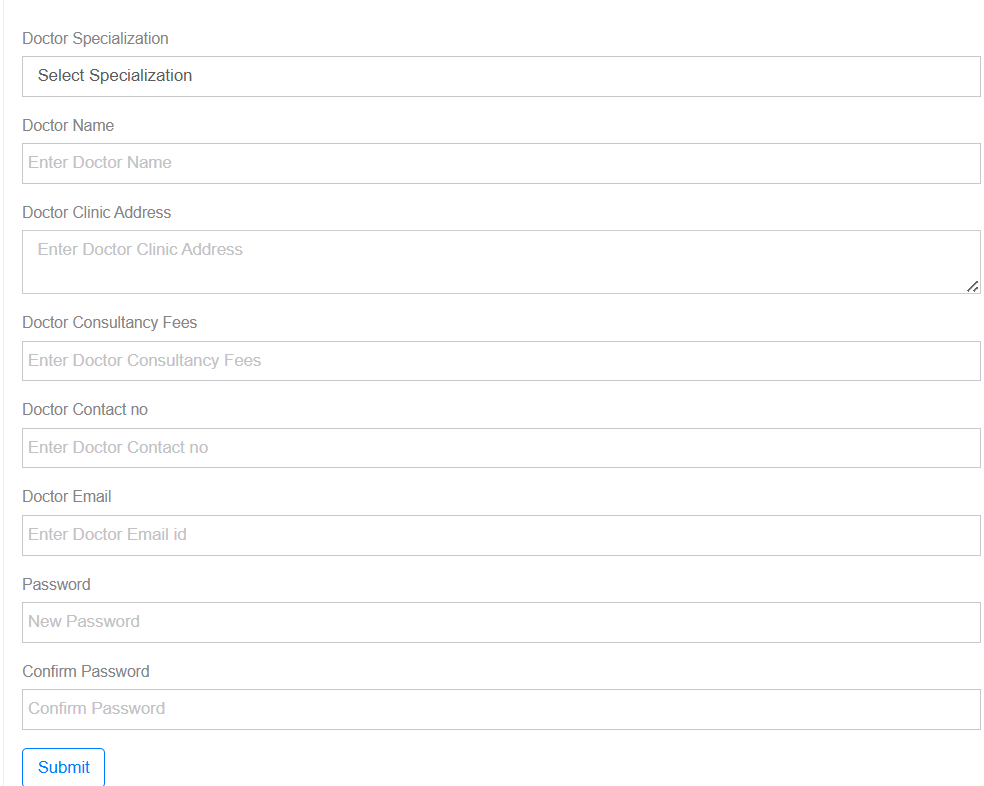 Doctor Specialization
Select Specialization
Doctor Name
Enter Doctor Name
Doctor Clinic Address
Enter Doctor Clinic Address
Doctor Consultancy Fees
Enter Doctor Consultancy Fees
Doctor Contact no
Enter Doctor Contact no
Doctor Email
Enter Doctor Email id
Password
New Password
Confirm Password
Confirm Password
Submit